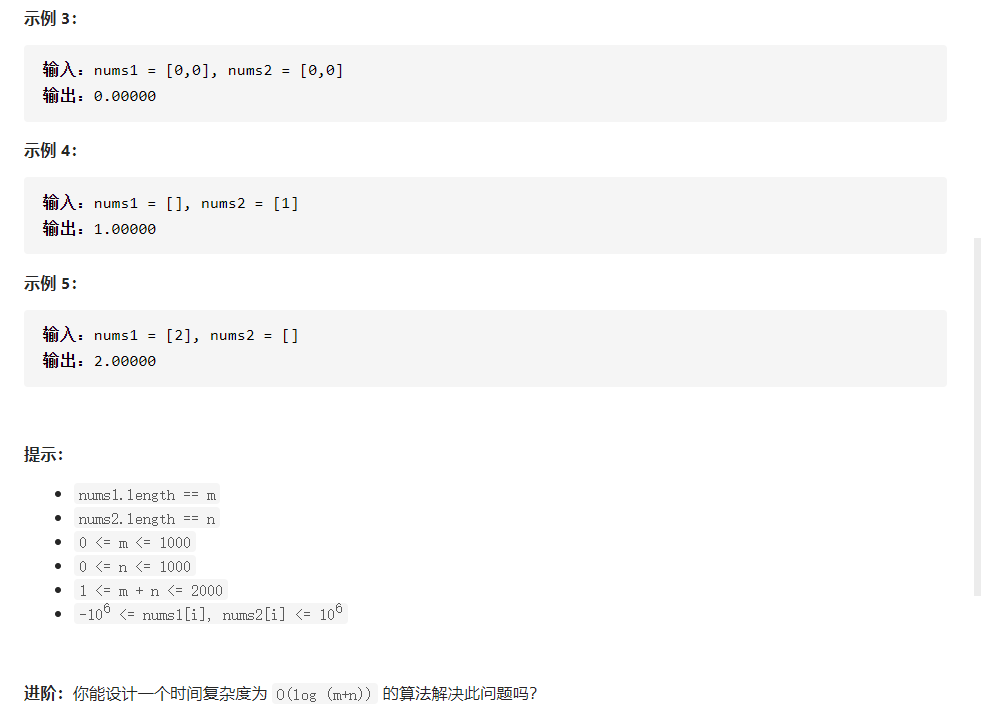 示例 3：
输入：nums1 = [0,0], nums2 = [0,0]
输出：0.00000
示例 4：
输入：nums1 = [], nums2 = [1]
输出：1.00000
示例 5：
输入：nums1 = [2], nums2 = []
输出：2.00000
提示：
nums1.length == m
nums2.length == n
0 <= m <= 1000
0 <= n <= 1000
1 <= m + n <= 2000
-10⁶ <= nums1[i], nums2[i] <= 10⁶
进阶：你能设计一个时间复杂度为 O(log (m+n)) 的算法解决此问题吗？